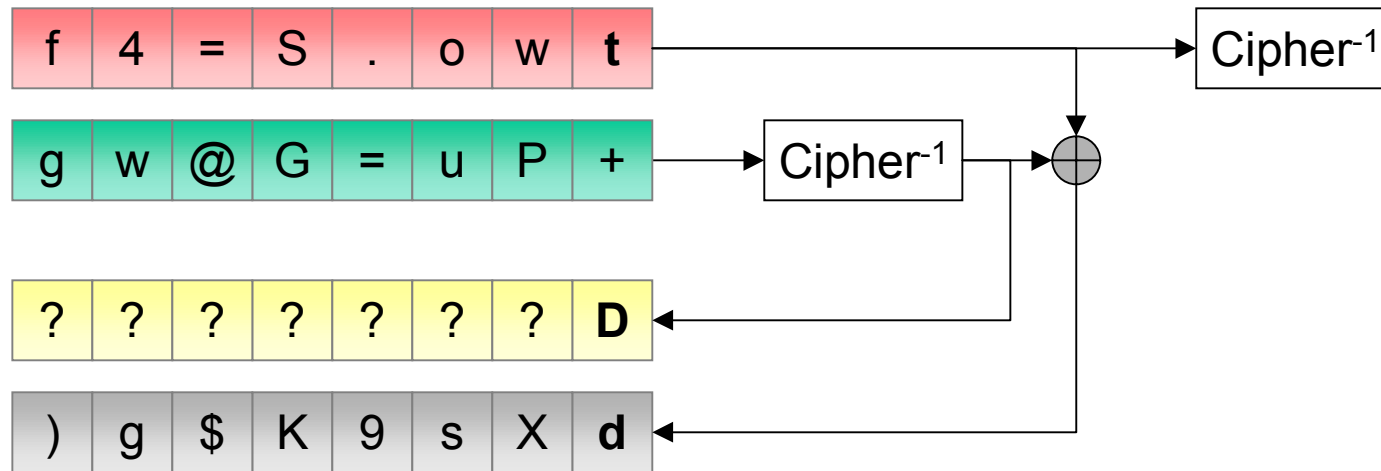 f 4 = S . o w t Cipher-1
g w @ G = u P + Cipher-1
? ? ? ? ? ? ? D
) g $ K 9 s X d